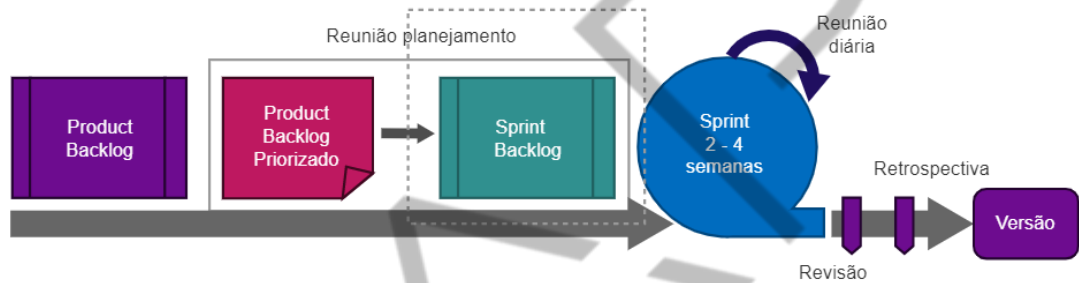 Reunião planejamento
Reunião
diária
Product
Backlog
Product
Backlog
Priorizado
Sprint
Backlog
Sprint
2 - 4
semanas
Retrospectiva
Versão
Revisão